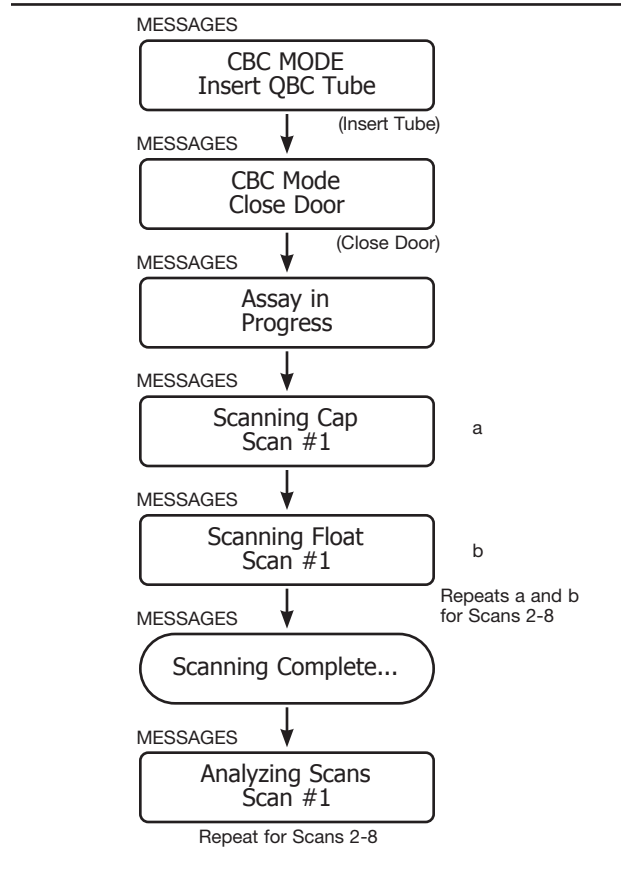 MESSAGES
CBC MODE
Insert QBC Tube
(Insert Tube)
MESSAGES
CBC Mode
Close Door
(Close Door)
MESSAGES
Assay in
Progress
MESSAGES
Scanning Cap
Scan #1
a
MESSAGES
Scanning Float
Scan #1
b
Repeats a and b
for Scans 2-8
MESSAGES
Scanning Complete...
MESSAGES
Analyzing Scans
Scan #1
Repeat for Scans 2-8